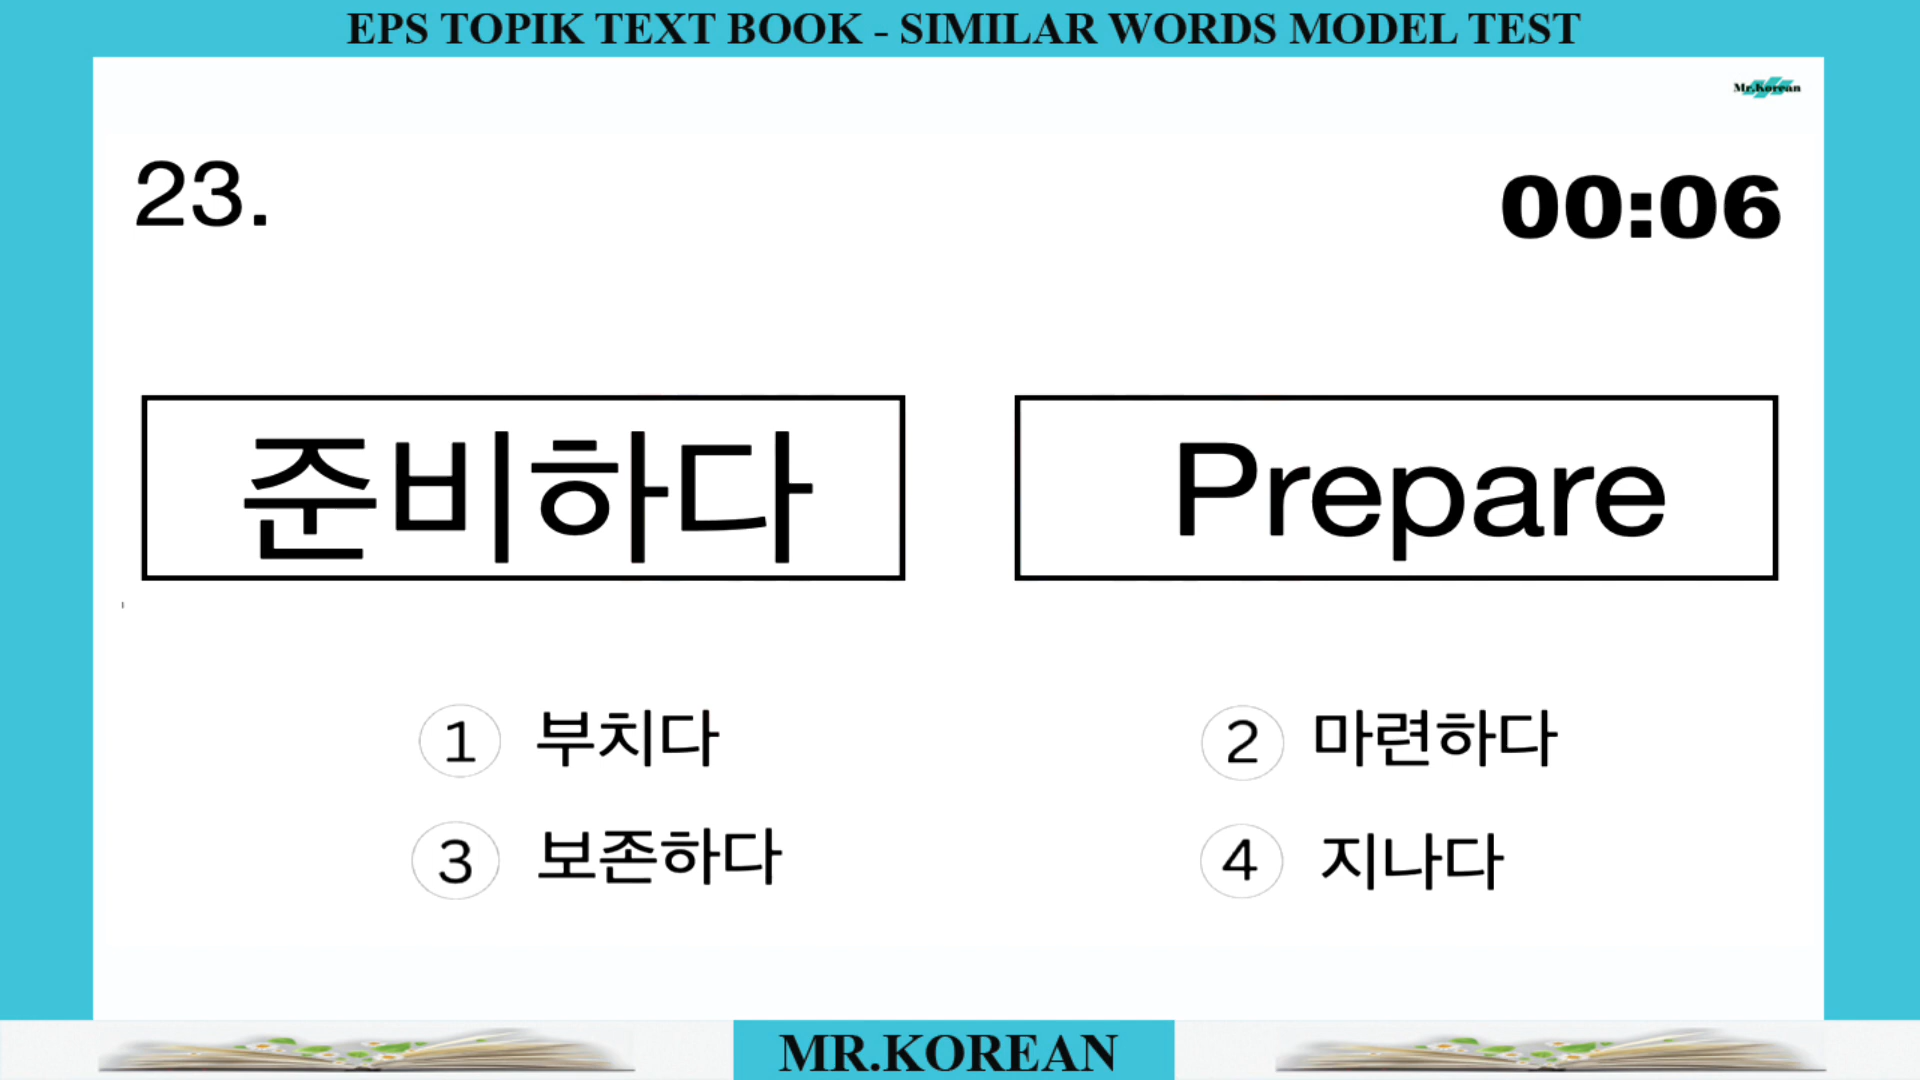 EPS TOPIK TEXT BOOK - SIMILAR WORDS MODEL TEST
Mr.Korean
23.
00:06
준비하다
Prepare
1 부치다
2 마련하다
3 보존하다
4 지나다
MR.KOREAN